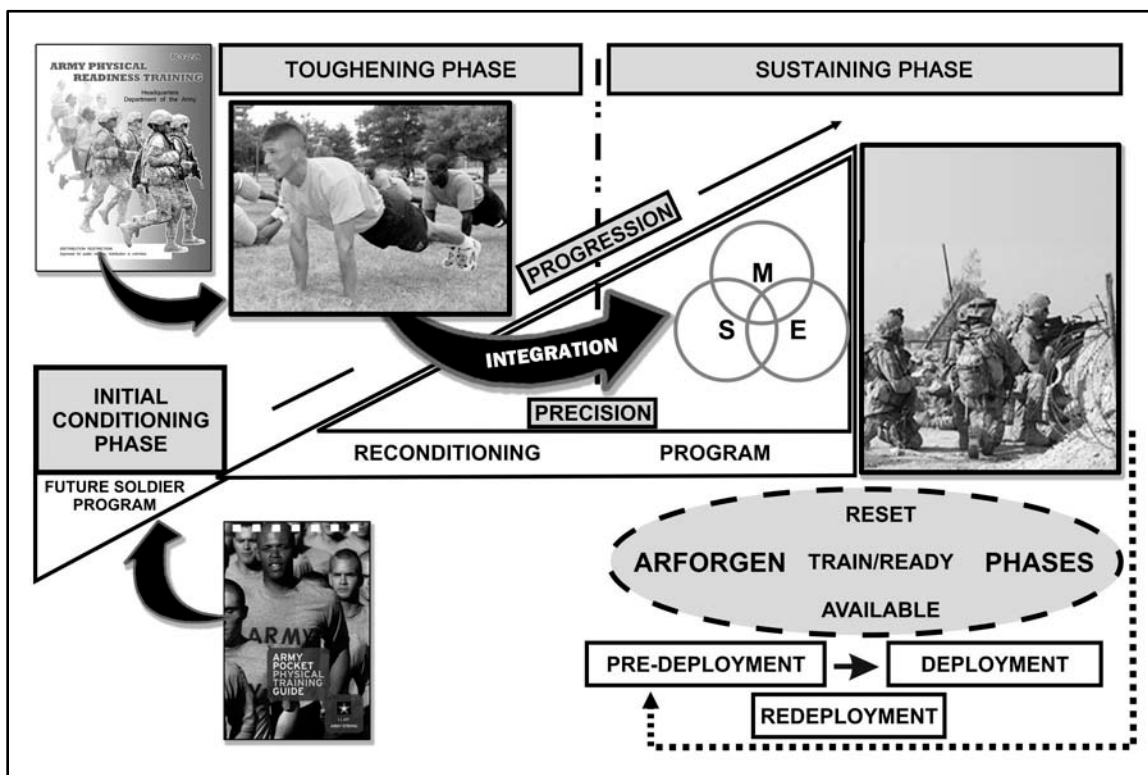 ARMY PHYSICAL
READINESS TRAINING
Headquarters
Department of the Army
TOUGHENING PHASE
SUSTAINING PHASE
PROGRESSION
M
S E
INTEGRATION
PRECISION
RECONDITIONING PROGRAM
INITIAL
CONDITIONING
PHASE
FUTURE SOLDIER
PROGRAM
ARMY
ARMY
POCKET
PHYSICAL
TRAINING
GUIDE
ARMY STRONG
RESET
ARFORGEN TRAIN/READY PHASES
AVAILABLE
PRE-DEPLOYMENT DEPLOYMENT
REDEPLOYMENT